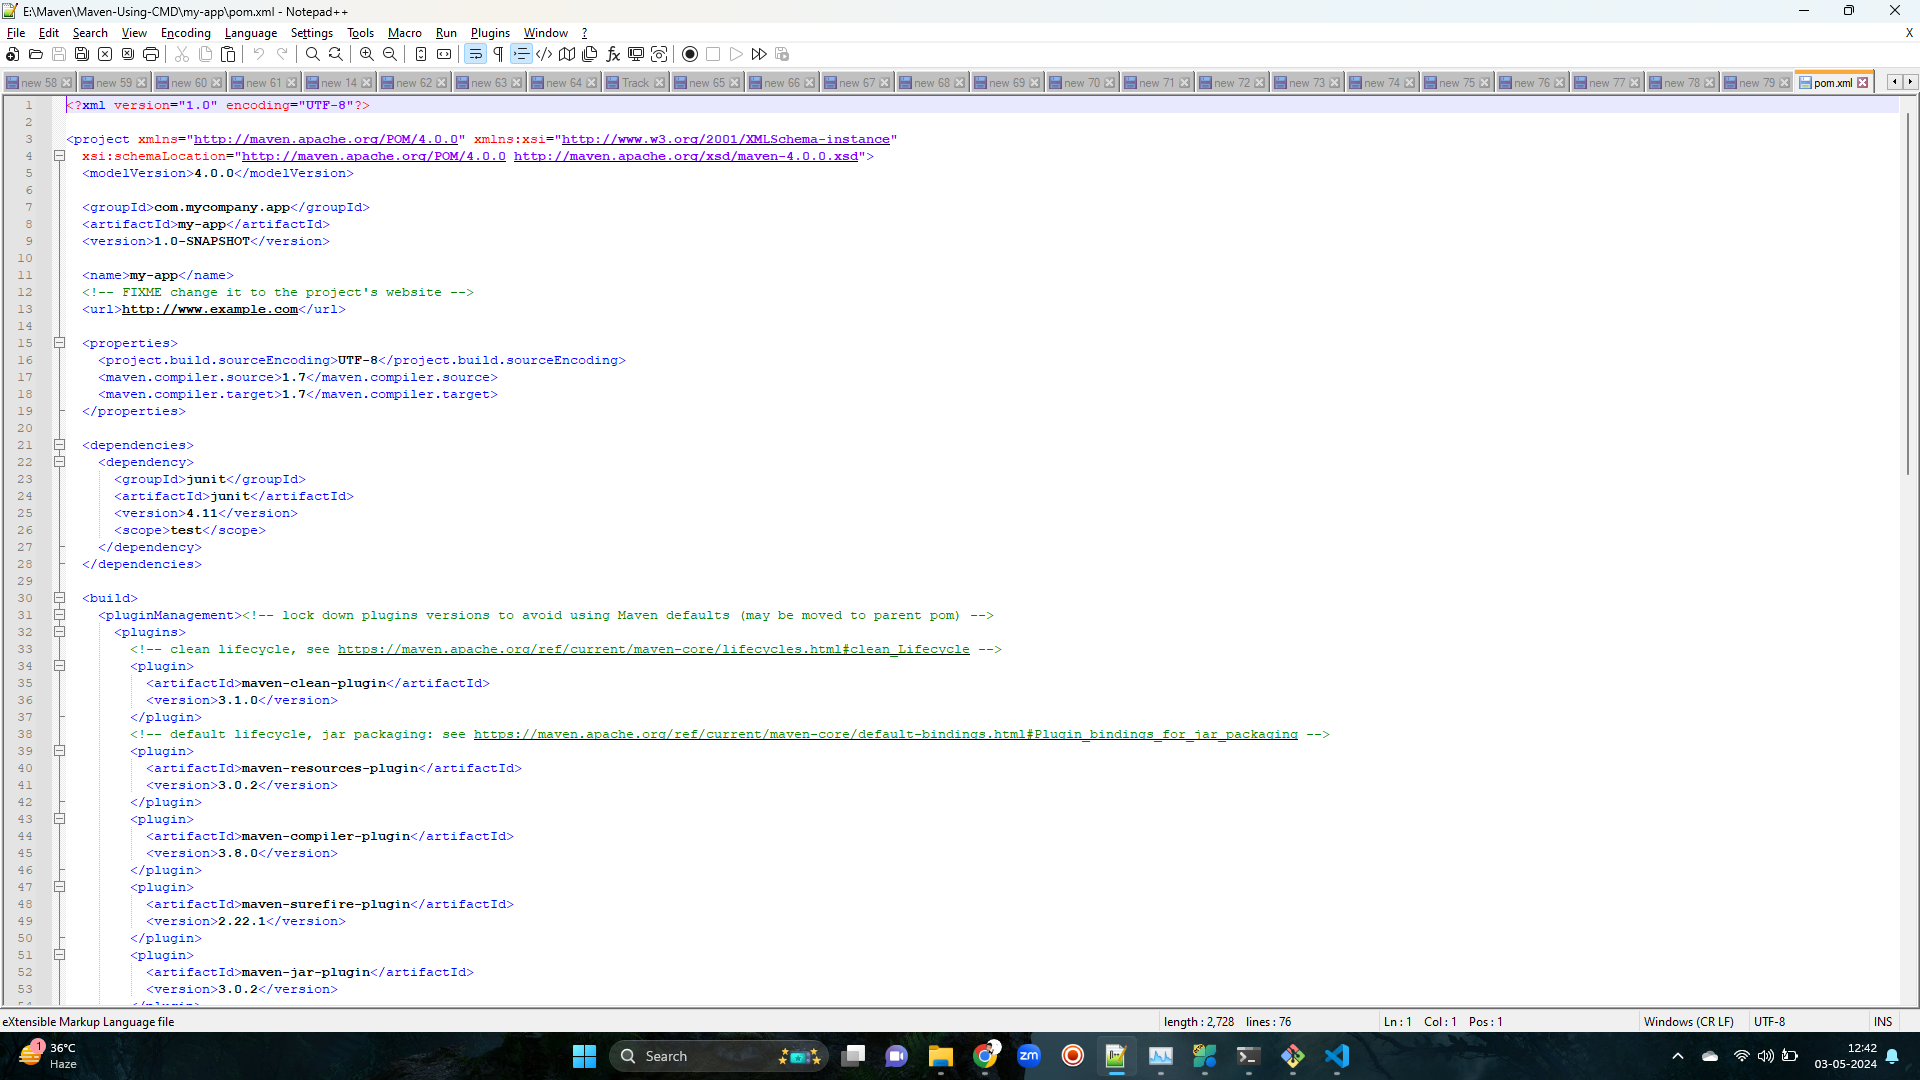 E:\Maven\Maven-Using-CMD\my-app\pom.xml - Notepad++
File Edit Search View Encoding Language Settings Tools Macro Run Plugins Window ? X
new 58 new 59 new 60 new 61 new 14 new 62 new 63 new 64 Track new 65 new 66 new 67 new 68 new 69 new 70 new 71 new 72 new 73 new 74 new 75 new 76 new 77 new 78 new 79 pom.xml
1 <?xml version="1.0" encoding="UTF-8"?>
2
3 <project xmlns="http://maven.apache.org/POM/4.0.0" xmlns:xsi="http://www.w3.org/2001/XMLSchema-instance"
4 xsi:schemaLocation="http://maven.apache.org/POM/4.0.0 http://maven.apache.org/xsd/maven-4.0.0.xsd">
5 <modelVersion>4.0.0</modelVersion>
6
7 <groupId>com.mycompany.app</groupId>
8 <artifactId>my-app</artifactId>
9 <version>1.0-SNAPSHOT</version>
10
11 <name>my-app</name>
12 <!-- FIXME change it to the project's website -->
13 <url>http://www.example.com</url>
14
15 <properties>
16 <project.build.sourceEncoding>UTF-8</project.build.sourceEncoding>
17 <maven.compiler.source>1.7</maven.compiler.source>
18 <maven.compiler.target>1.7</maven.compiler.target>
19 </properties>
20
21 <dependencies>
22 <dependency>
23 <groupId>junit</groupId>
24 <artifactId>junit</artifactId>
25 <version>4.11</version>
26 <scope>test</scope>
27 </dependency>
28 </dependencies>
29
30 <build>
31 <pluginManagement><!-- lock down plugins versions to avoid using Maven defaults (may be moved to parent pom) -->
32 <plugins>
33 <!-- clean lifecycle, see https://maven.apache.org/ref/current/maven-core/lifecycles.html#clean_Lifecycle -->
34 <plugin>
35 <artifactId>maven-clean-plugin</artifactId>
36 <version>3.1.0</version>
37 </plugin>
38 <!-- default lifecycle, jar packaging: see https://maven.apache.org/ref/current/maven-core/default-bindings.html#Plugin_bindings_for_jar_packaging -->
39 <plugin>
40 <artifactId>maven-resources-plugin</artifactId>
41 <version>3.0.2</version>
42 </plugin>
43 <plugin>
44 <artifactId>maven-compiler-plugin</artifactId>
45 <version>3.8.0</version>
46 </plugin>
47 <plugin>
48 <artifactId>maven-surefire-plugin</artifactId>
49 <version>2.22.1</version>
50 </plugin>
51 <plugin>
52 <artifactId>maven-jar-plugin</artifactId>
53 <version>3.0.2</version>
eXtensible Markup Language file length : 2,728 lines : 76 Ln : 1 Col : 1 Pos : 1 Windows (CR LF) UTF-8 INS
1 36°C Search zm 12:42
Haze 03-05-2024